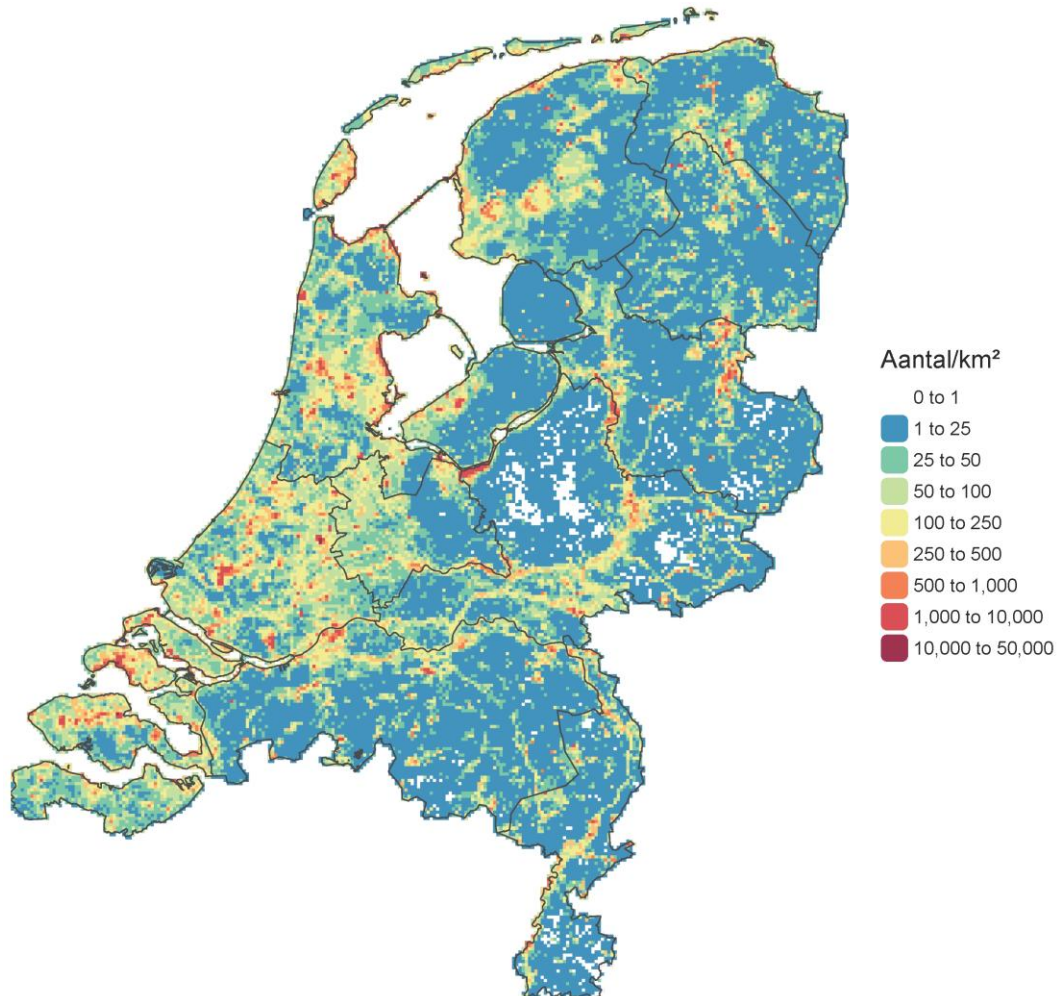 Aantal/km²
0 to 1
1 to 25
25 to 50
50 to 100
100 to 250
250 to 500
500 to 1,000
1,000 to 10,000
10,000 to 50,000